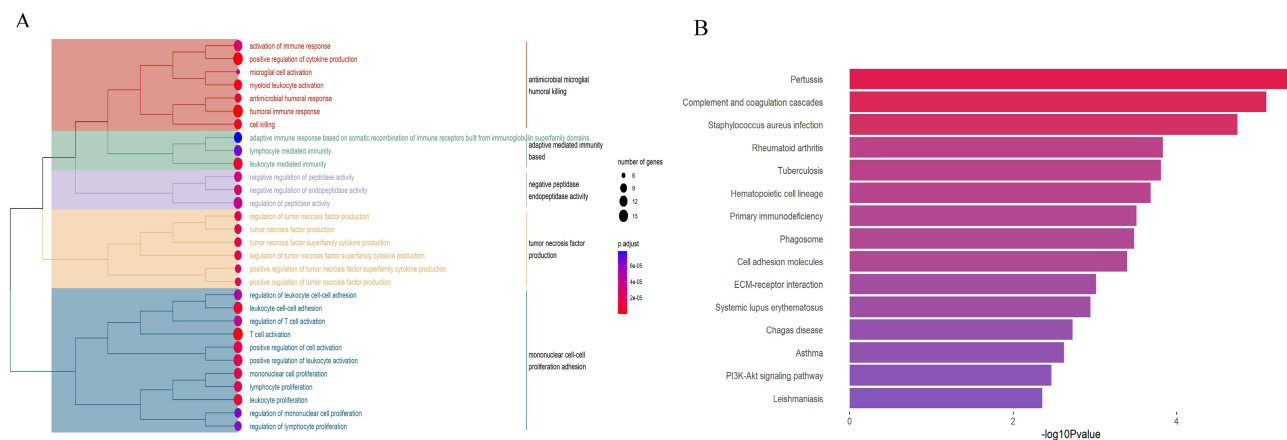 A
activation of immune response
positive regulation of cytokine production
microglial cell activation
myeloid leukocyte activation
antimicrobial humoral response
humoral immune response
cell killing
adaptive immune response based on somatic recombination of immune receptors built from immunoglobulin superfamily domains
lymphocyte mediated immunity
leukocyte mediated immunity
negative regulation of peptidase activity
negative regulation of endopeptidase activity
regulation of peptidase activity
regulation of tumor necrosis factor production
tumor necrosis factor production
tumor necrosis factor superfamily cytokine production
regulation of tumor necrosis factor superfamily cytokine production
positive regulation of tumor necrosis factor superfamily cytokine production
positive regulation of tumor necrosis factor production
regulation of leukocyte cell-cell adhesion
leukocyte cell-cell adhesion
regulation of T cell activation
T cell activation
positive regulation of cell activation
positive regulation of leukocyte activation
mononuclear cell proliferation
lymphocyte proliferation
leukocyte proliferation
regulation of mononuclear cell proliferation
regulation of lymphocyte proliferation
antimicrobial microglial
humoral killing
adaptive mediated immunity
based
negative peptidase
endopeptidase activity
tumor necrosis factor
production
mononuclear cell-cell
proliferation adhesion
number of genes
6
9
12
15
p.adjust
6e-05
4e-05
2e-05
B
Pertussis
Complement and coagulation cascades
Staphylococcus aureus infection
Rheumatoid arthritis
Tuberculosis
Hematopoietic cell lineage
Primary immunodeficiency
Phagosome
Cell adhesion molecules
ECM-receptor interaction
Systemic lupus erythematosus
Chagas disease
Asthma
PI3K-Akt signaling pathway
Leishmaniasis
0
2
4
-log10Pvalue